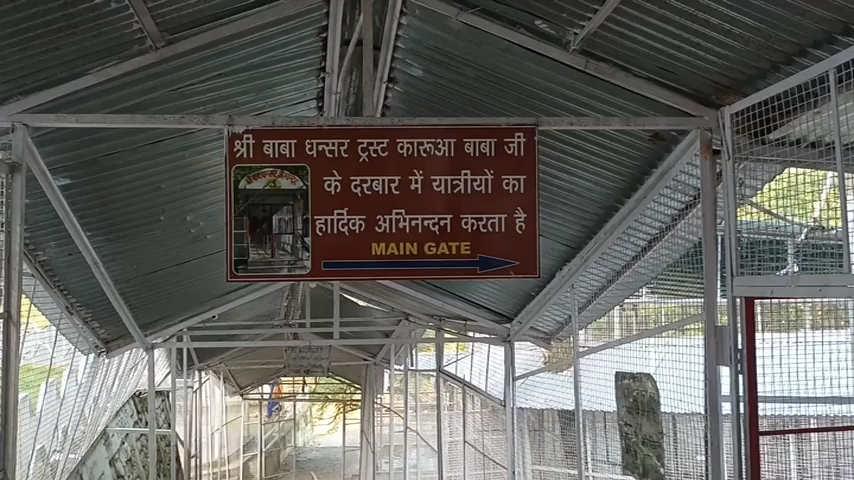 श्री बाबा धन्सर ट्रस्ट कारूआ बाबा जी
के दरबार में यात्रीयों का
हार्दिक अभिनन्दन करता है
MAIN GATE